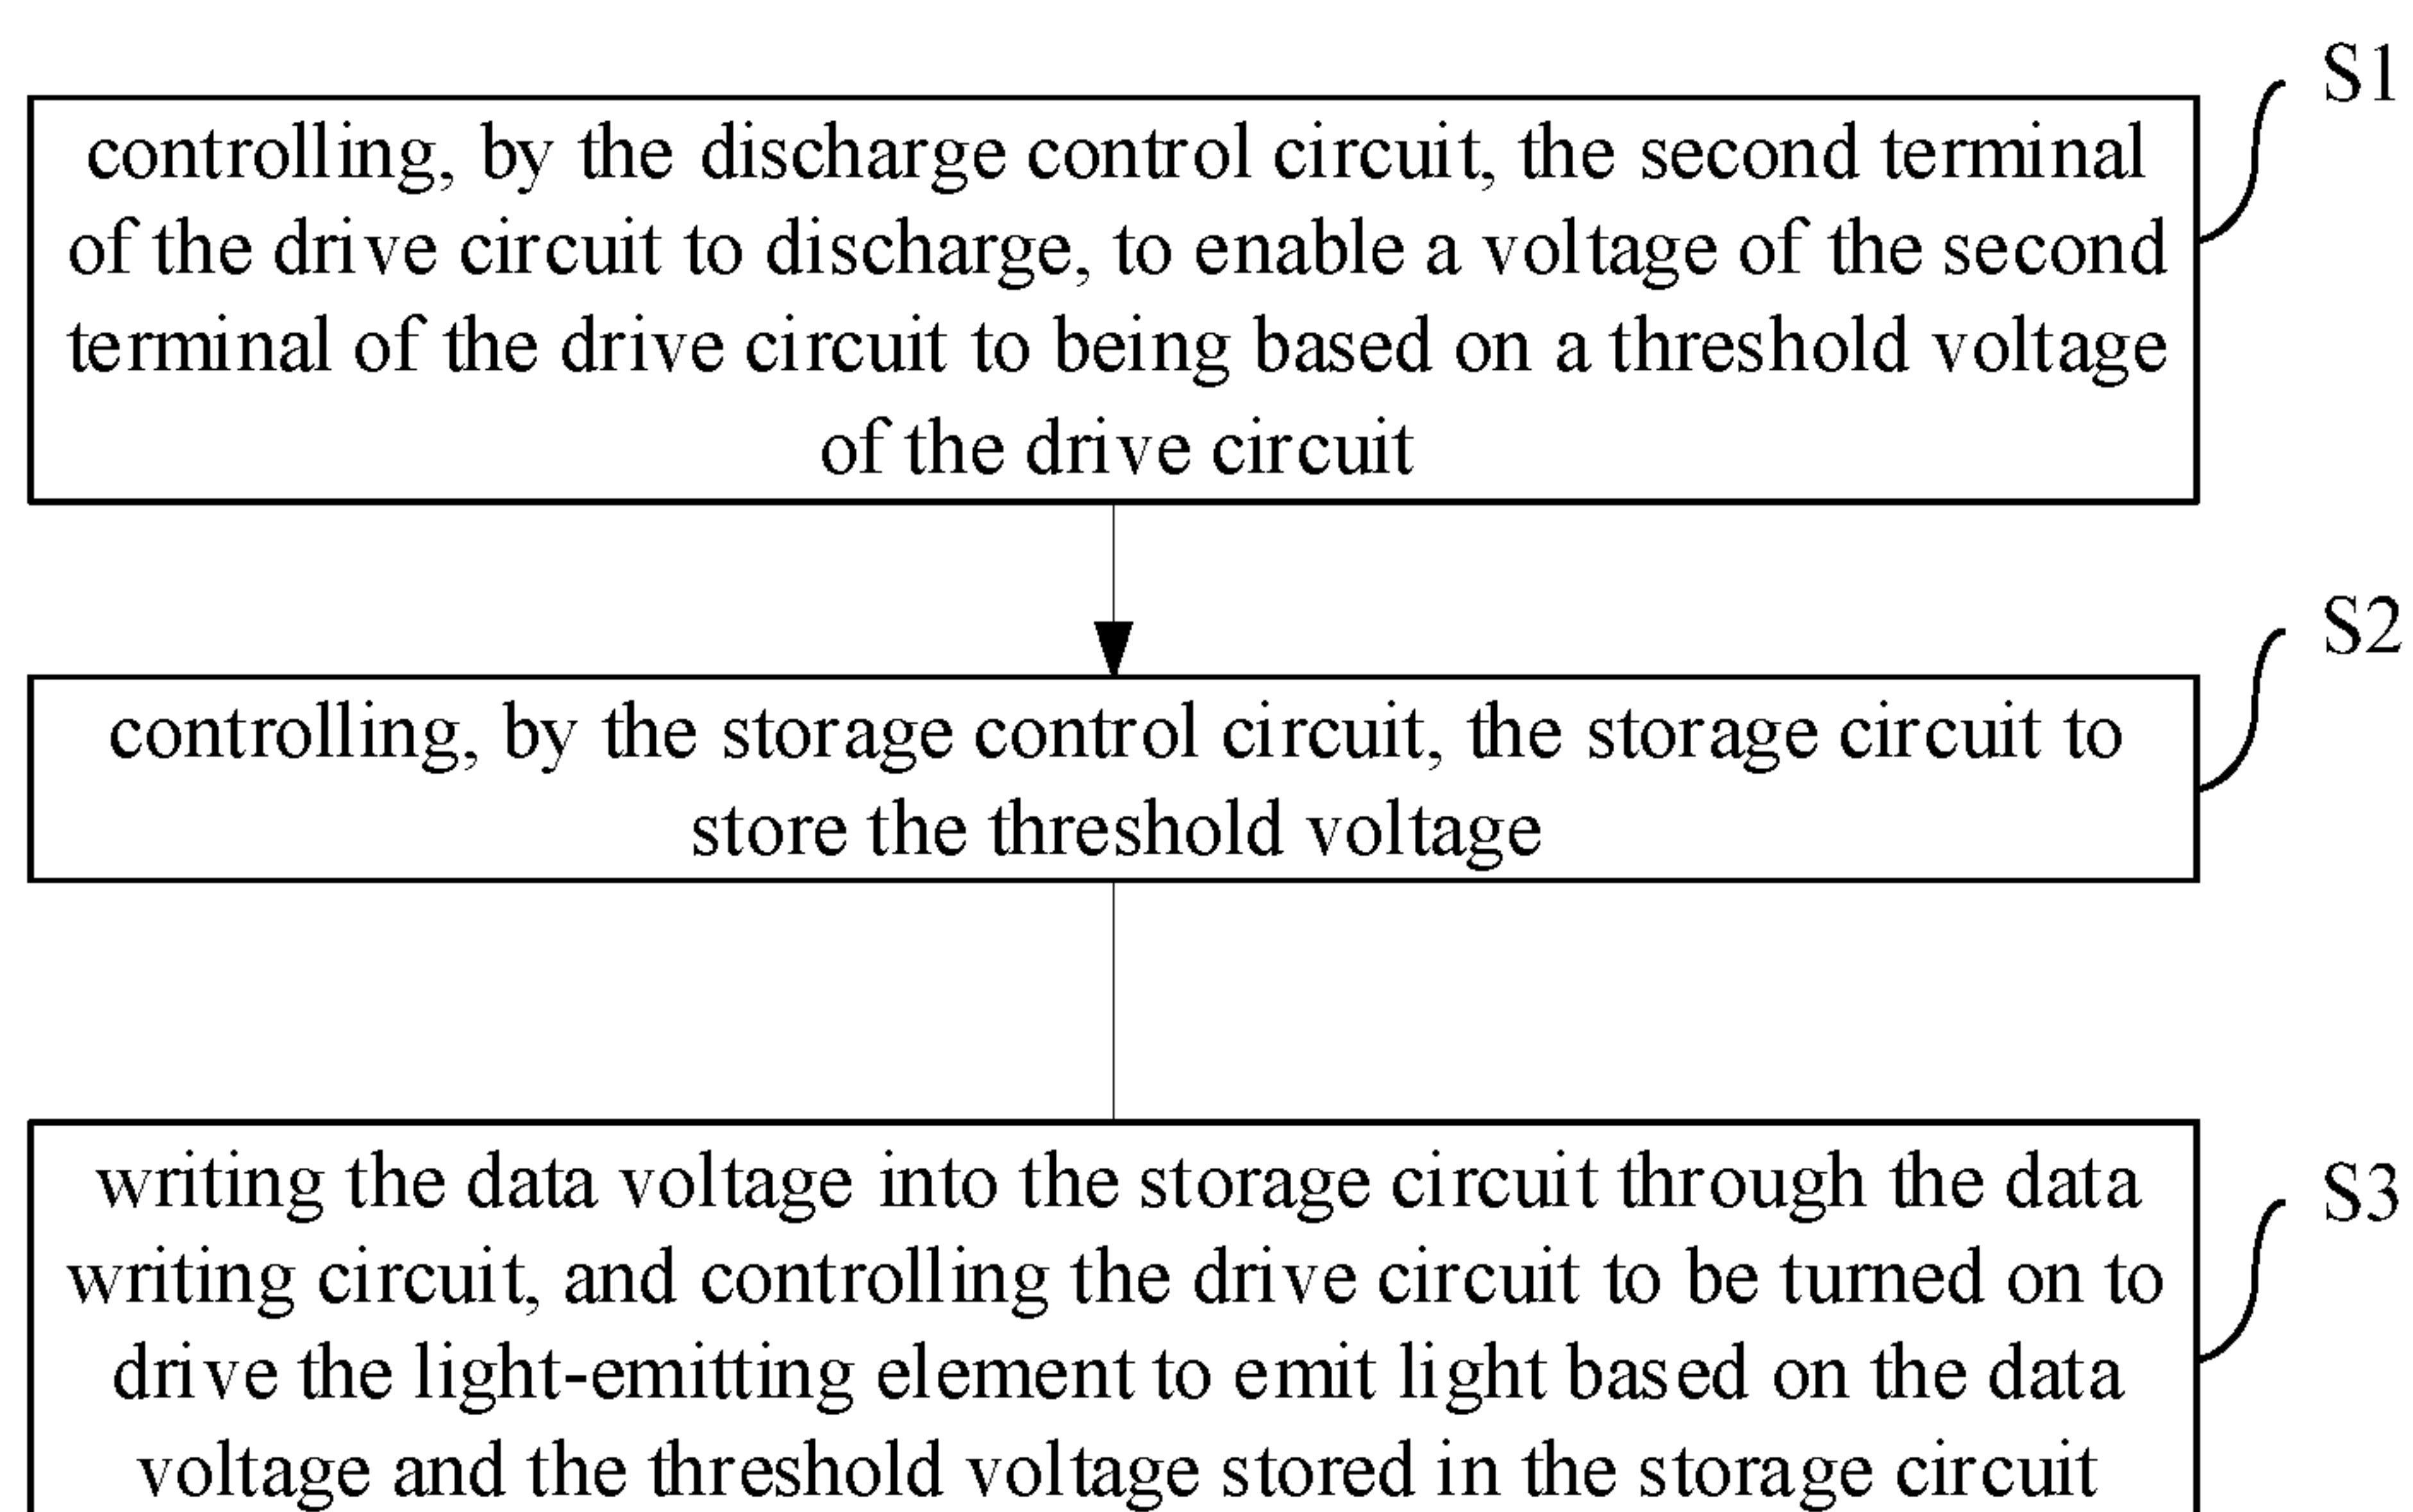 S1
controlling, by the discharge control circuit, the second terminal
of the drive circuit to discharge, to enable a voltage of the second
terminal of the drive circuit to being based on a threshold voltage
of the drive circuit
S2
controlling, by the storage control circuit, the storage circuit to
store the threshold voltage
S3
writing the data voltage into the storage circuit through the data
writing circuit, and controlling the drive circuit to be turned on to
drive the light-emitting element to emit light based on the data
voltage and the threshold voltage stored in the storage circuit